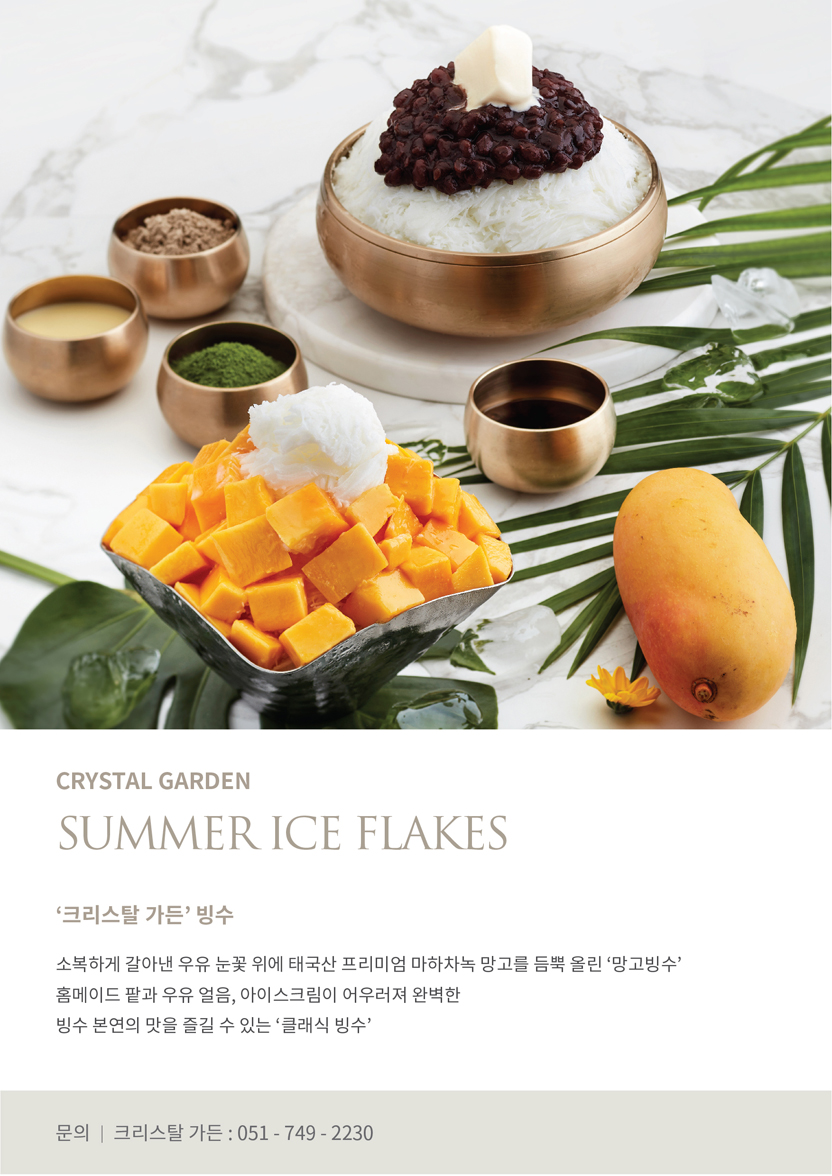 CRYSTAL GARDEN
SUMMER ICE FLAKES
‘크리스탈 가든’ 빙수
소복하게 갈아낸 우유 눈꽃 위에 태국산 프리미엄 마하차녹 망고를 듬뿍 올린 ‘망고빙수’
홈메이드 팥과 우유 얼음, 아이스크림이 어우러져 완벽한
빙수 본연의 맛을 즐길 수 있는 ‘클래식 빙수’
문의 | 크리스탈 가든 : 051 - 749 - 2230